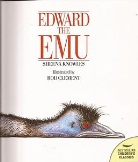 EDWARD THE
EMU
SHEENA KNOWLES
Illustrated by
ROD CLEMENT